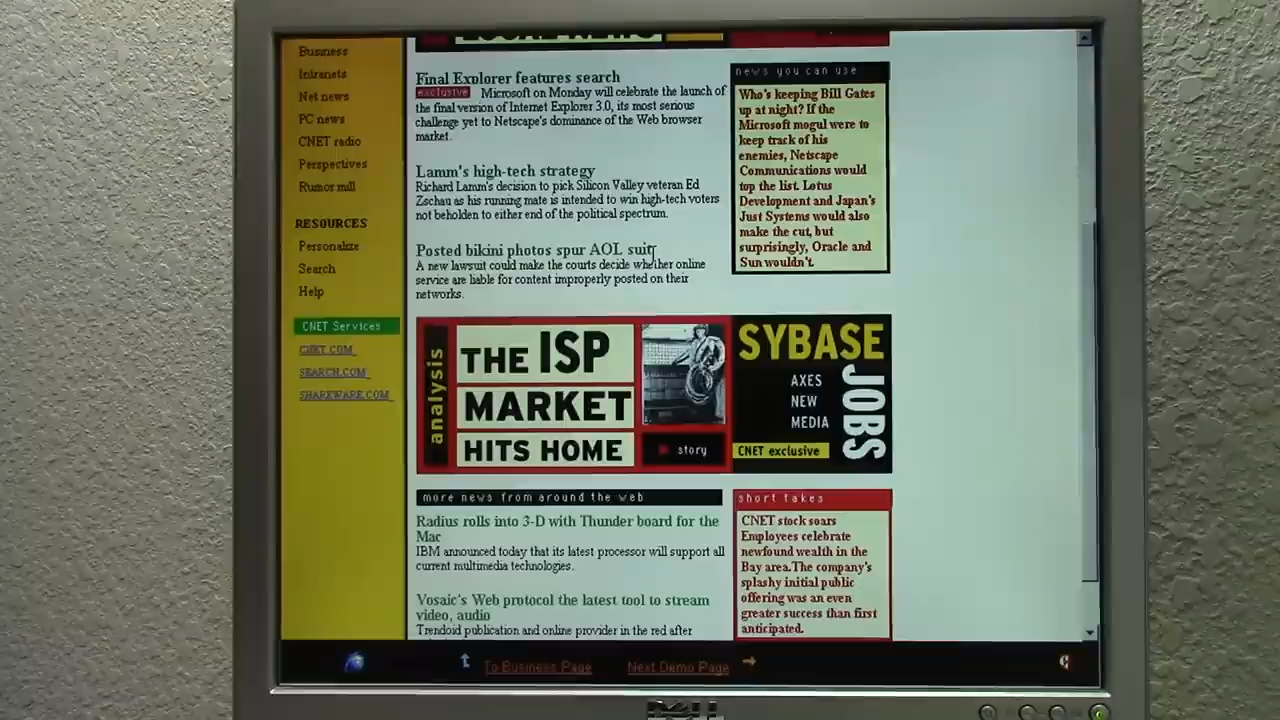 Business
Intranets
Net news
PC news
CNET radio
Perspectives
Rumor mill
RESOURCES
Personalize
Search
Help
CNET Services
CNET.COM
SEARCH.COM
SHAREWARE.COM
Final Explorer features search
exclusive Microsoft on Monday will celebrate the launch of
the final version of Internet Explorer 3.0, its most serious
challenge yet to Netscape's dominance of the Web browser
market.
Lamm's high-tech strategy
Richard Lamm's decision to pick Silicon Valley veteran Ed
Zschau as his running mate is intended to win high-tech voters
not beholden to either end of the political spectrum.
Posted bikini photos spur AOL suit
A new lawsuit could make the courts decide whether online
service are liable for content improperly posted on their
networks.
news you can use
Who's keeping Bill Gates
up at night? If the
Microsoft mogul were to
keep track of his
enemies, Netscape
Communications would
top the list. Lotus
Development and Japan's
Just Systems would also
make the cut, but
surprisingly, Oracle and
Sun wouldn't.
analysis
THE ISP
MARKET
HITS HOME
story
SYBASE
JOBS
AXES
NEW
MEDIA
CNET exclusive
more news from around the web
Radius rolls into 3-D with Thunder board for the
Mac
IBM announced today that its latest processor will support all
current multimedia technologies.
Vosaic's Web protocol the latest tool to stream
video, audio
Trendoid publication and online provider in the red after
short takes
CNET stock soars
Employees celebrate
newfound wealth in the
Bay area.The company's
splashy initial public
offering was an even
greater success than first
anticipated.
To Business Page
Next Demo Page
DELL